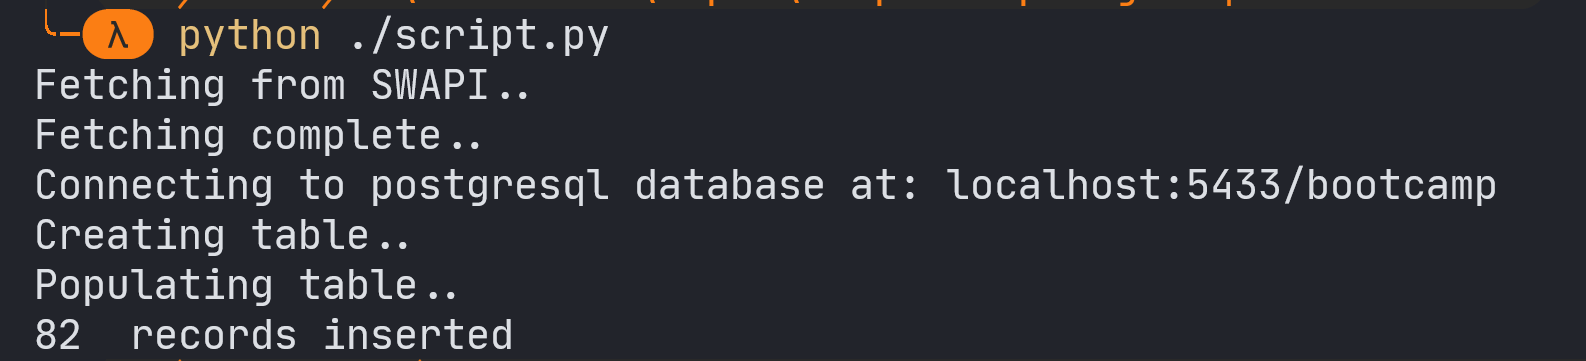 λ python ./script.py
Fetching from SWAPI..
Fetching complete..
Connecting to postgresql database at: localhost:5433/bootcamp
Creating table..
Populating table..
82  records inserted